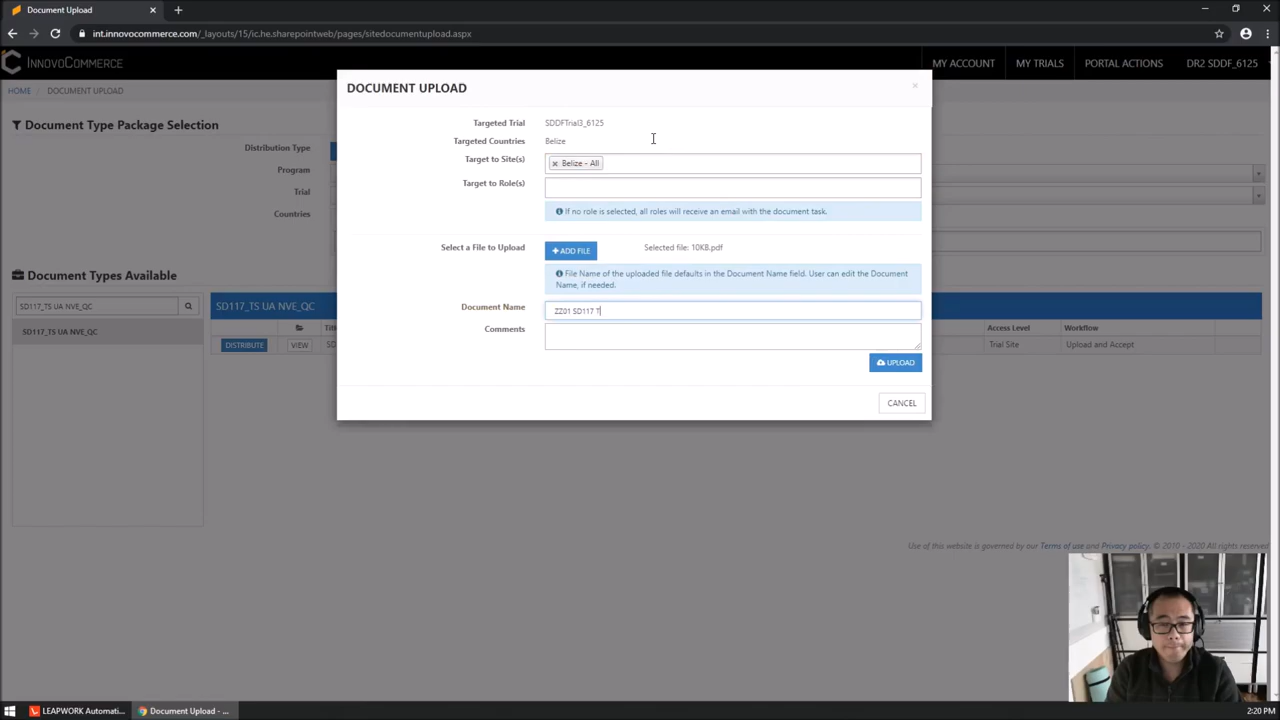 Document Upload
int.innovocommerce.com/_layouts/15/ic.he.sharepointweb/pages/sitedocumentupload.aspx
INNOVOCOMMERCE MY ACCOUNT MY TRIALS PORTAL ACTIONS DR2 SDDF_6125
HOME / DOCUMENT UPLOAD
Document Type Package Selection
Distribution Type
Program
Trial
Countries
Document Types Available
SD117_TS UA NVE_QC
SD117_TS UA NVE_QC
SD117_TS UA NVE_QC
Access Level Workflow
DISTRIBUTE VIEW Trial Site Upload and Accept
DOCUMENT UPLOAD ×
Targeted Trial SDDFTrial3_6125
Targeted Countries Belize
Target to Site(s) × Belize - All
Target to Role(s)
If no role is selected, all roles will receive an email with the document task.
Select a File to Upload + ADD FILE Selected file: 10KB.pdf
File Name of the uploaded file defaults in the Document Name field. User can edit the Document
Name, if needed.
Document Name ZZ01 SD117 T
Comments
UPLOAD
CANCEL
Use of this website is governed by our Terms of use and Privacy policy. © 2010 - 2020 All rights reserved
LEAPWORK Automati... Document Upload - ... 2:20 PM